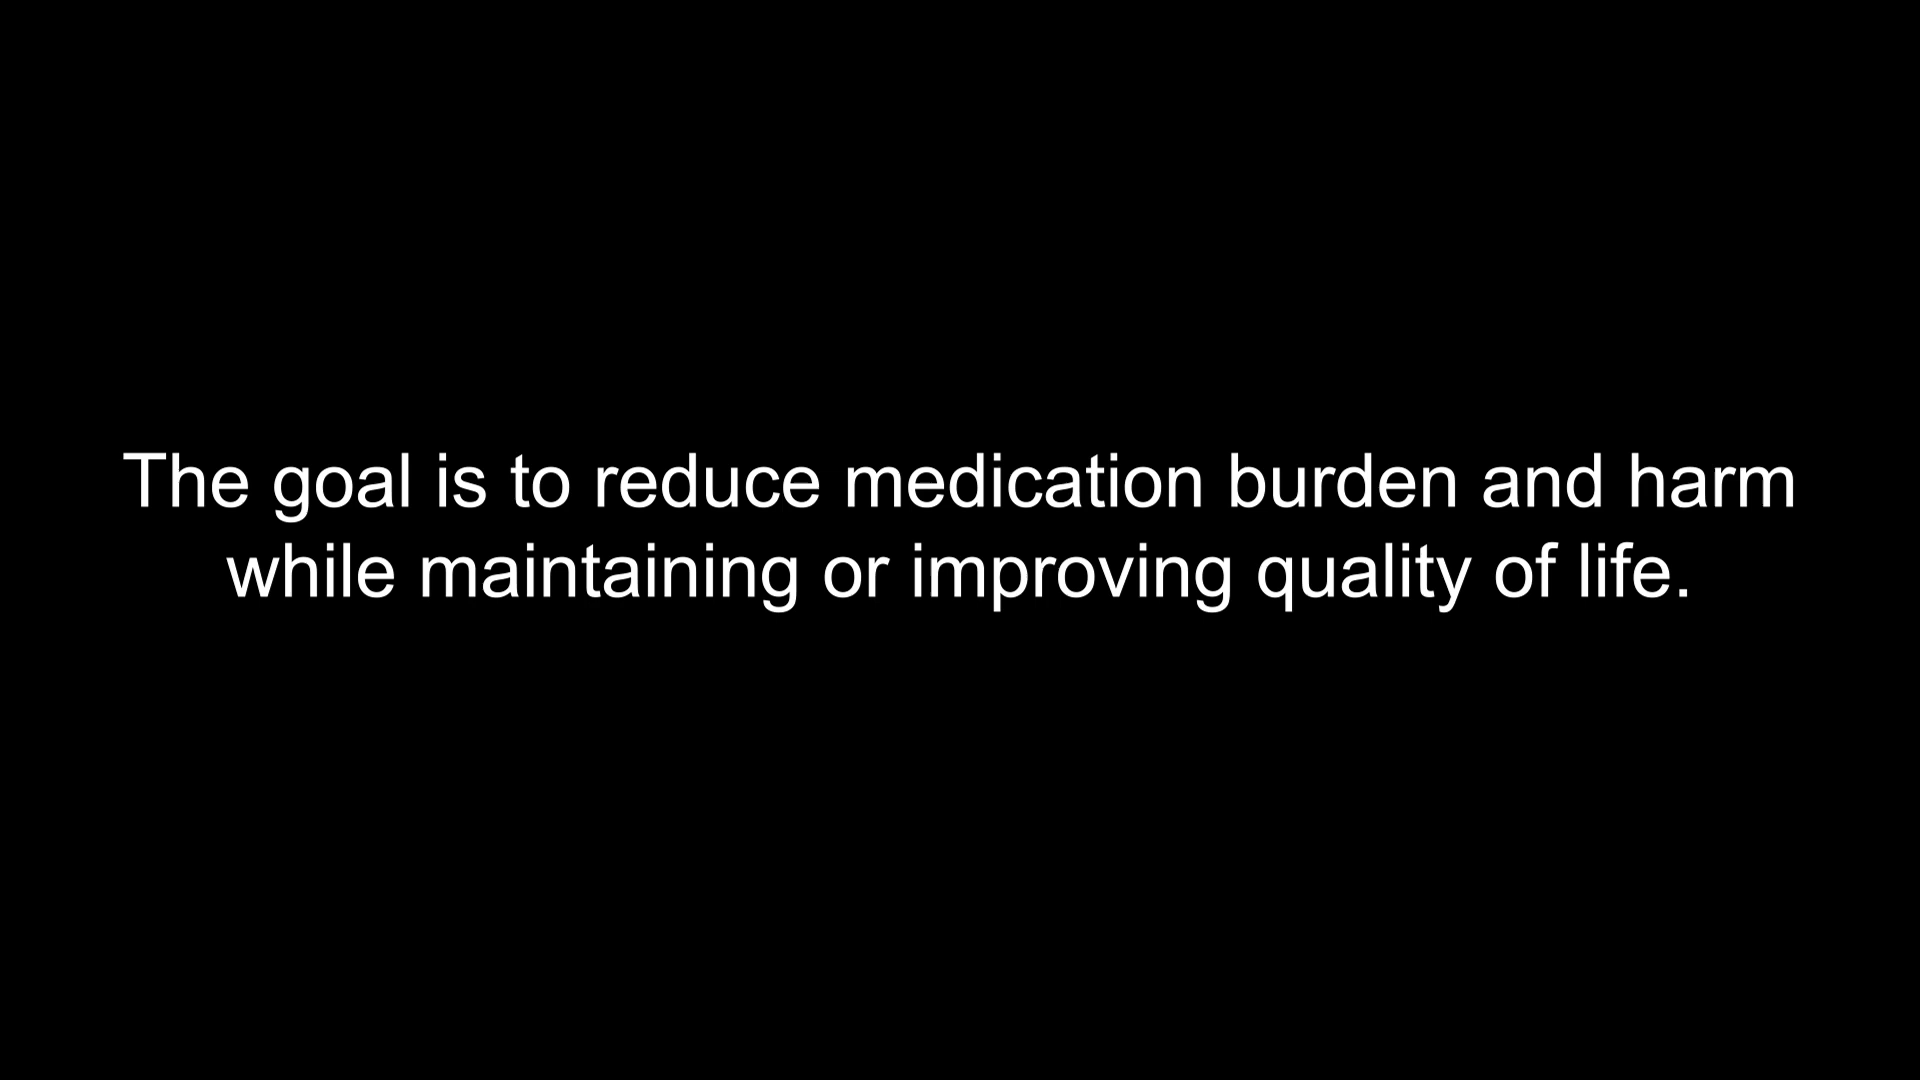 The goal is to reduce medication burden and harm
while maintaining or improving quality of life.